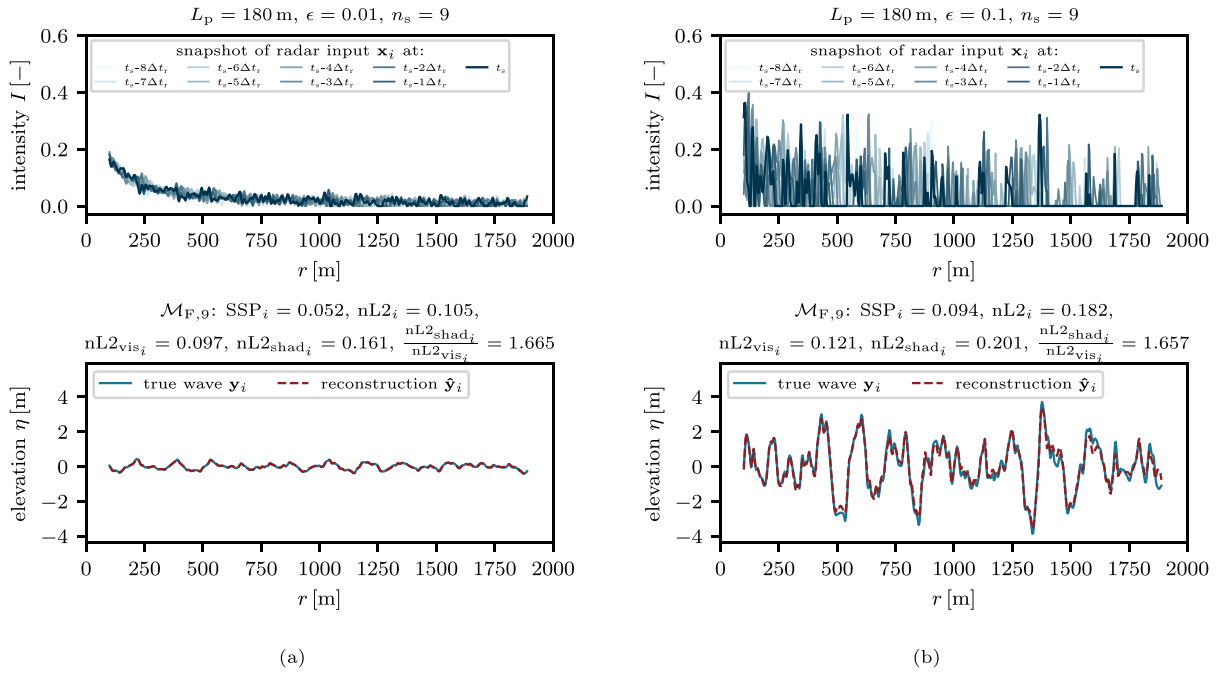 L_p = 180 m, ϵ = 0.01, n_s = 9
0.6
0.4
0.2
0.0
intensity I [−]
snapshot of radar input x_i at:
t_s-8Δt_r t_s-6Δt_r t_s-4Δt_r t_s-2Δt_r t_s
t_s-7Δt_r t_s-5Δt_r t_s-3Δt_r t_s-1Δt_r
0 250 500 750 1000 1250 1500 1750 2000
r [m]
M_F,9: SSP_i = 0.052, nL2_i = 0.105,
nL2_vis_i = 0.097, nL2_shad_i = 0.161, nL2_shad_i/nL2_vis_i = 1.665
4
2
0
−2
−4
elevation η [m]
true wave y_i reconstruction ŷ_i
0 250 500 750 1000 1250 1500 1750 2000
r [m]
(a)
L_p = 180 m, ϵ = 0.1, n_s = 9
0.6
0.4
0.2
0.0
intensity I [−]
snapshot of radar input x_i at:
t_s-8Δt_r t_s-6Δt_r t_s-4Δt_r t_s-2Δt_r t_s
t_s-7Δt_r t_s-5Δt_r t_s-3Δt_r t_s-1Δt_r
0 250 500 750 1000 1250 1500 1750 2000
r [m]
M_F,9: SSP_i = 0.094, nL2_i = 0.182,
nL2_vis_i = 0.121, nL2_shad_i = 0.201, nL2_shad_i/nL2_vis_i = 1.657
4
2
0
−2
−4
elevation η [m]
true wave y_i reconstruction ŷ_i
0 250 500 750 1000 1250 1500 1750 2000
r [m]
(b)